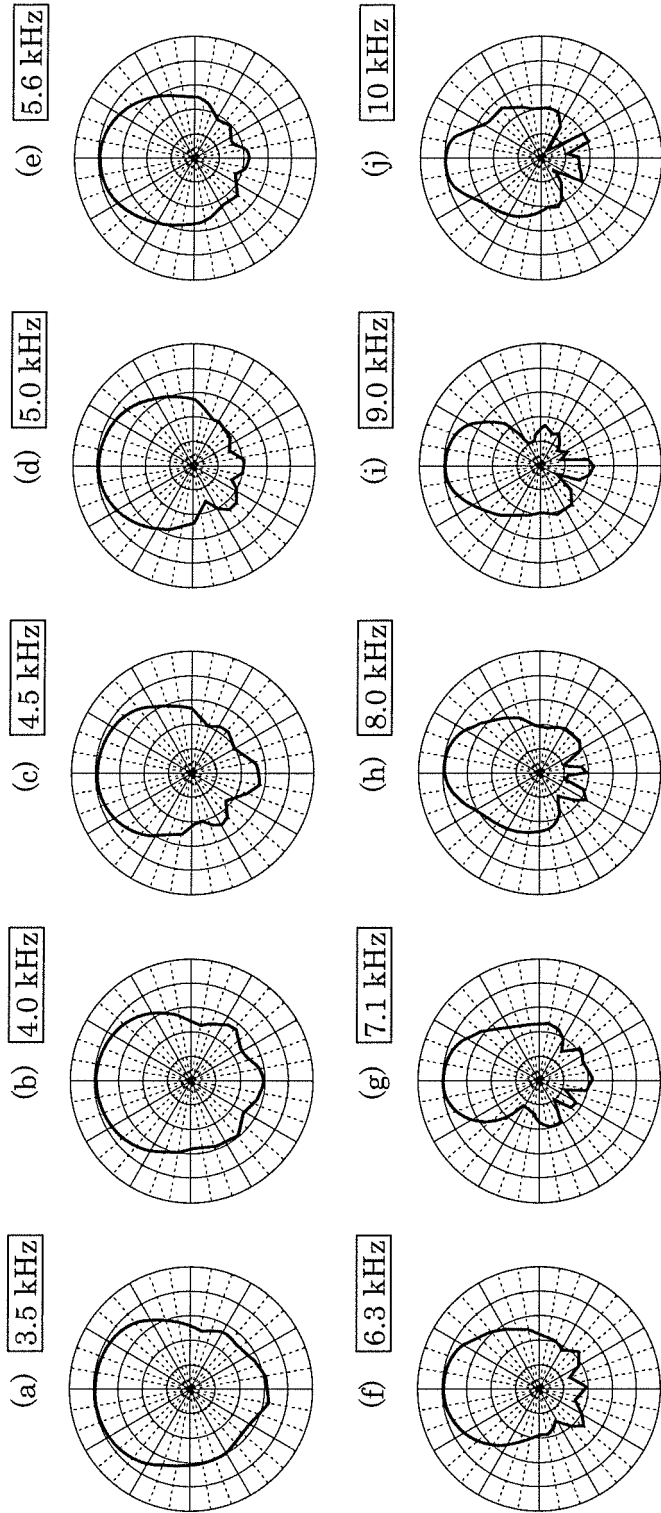 (a) 3.5 kHz
(b) 4.0 kHz
(c) 4.5 kHz
(d) 5.0 kHz
(e) 5.6 kHz
(f) 6.3 kHz
(g) 7.1 kHz
(h) 8.0 kHz
(i) 9.0 kHz
(j) 10 kHz